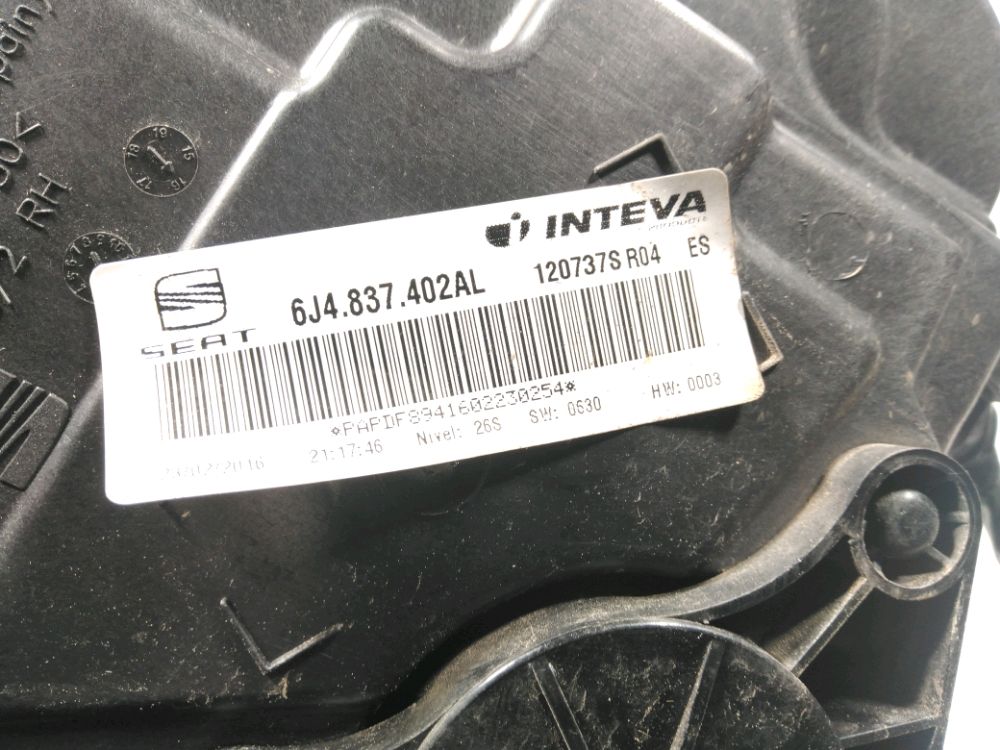 RH
INTEVA
PRODUCTS
SEAT
6J4.837.402AL
120737S R04 ES
*PAPDF8941602230254*
21:17:46 Nivel: 26S SW: 0630 HW: 0003